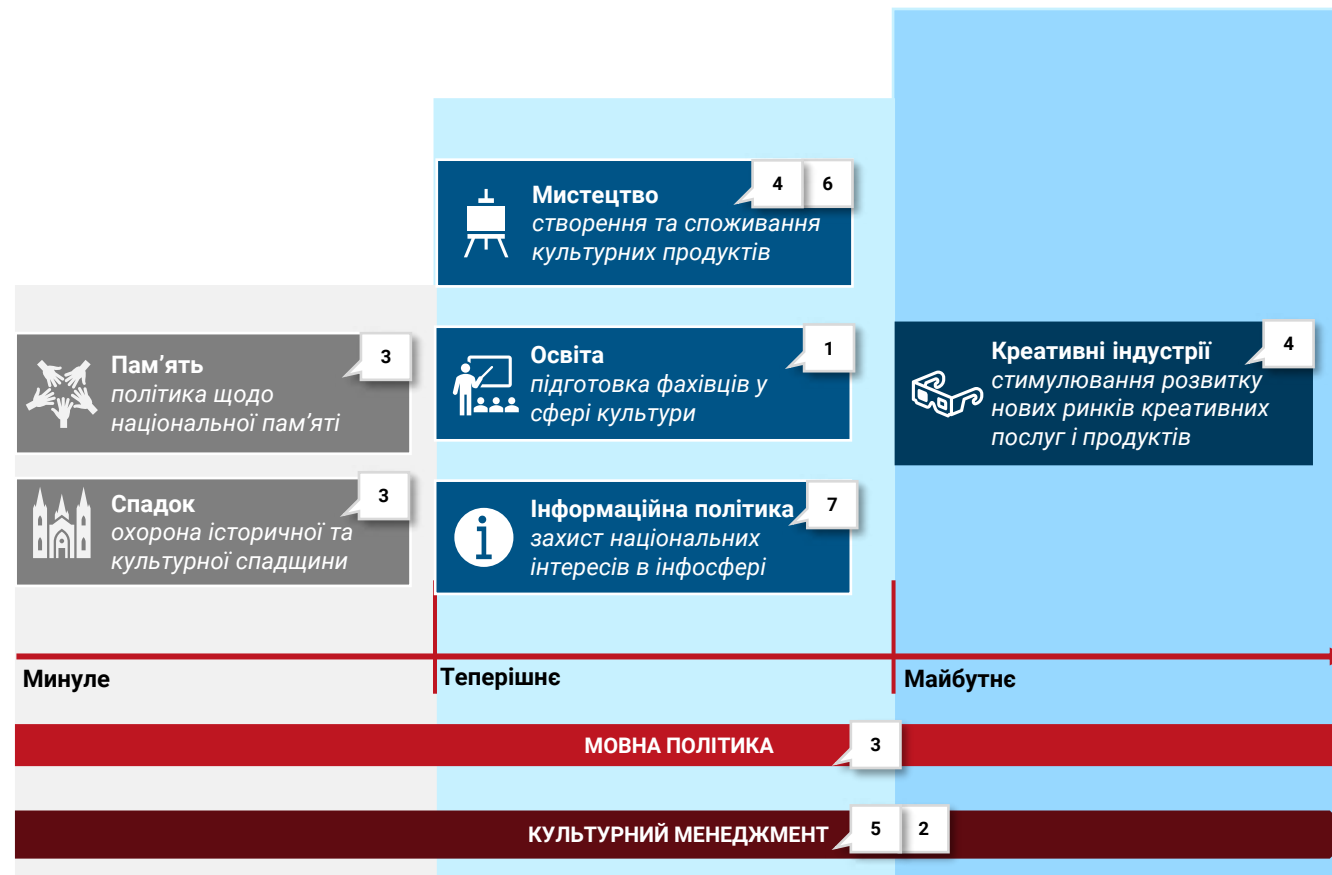 4 6
Мистецтво
створення та споживання
культурних продуктів
3
Пам’ять
політика щодо
національної пам’яті
1
Освіта
підготовка фахівців у
сфері культури
4
Креативні індустрії
стимулювання розвитку
нових ринків креативних
послуг і продуктів
3
Спадок
охорона історичної та
культурної спадщини
7
Інформаційна політика
захист національних
інтересів в інфосфері
Минуле
Теперішнє
Майбутнє
МОВНА ПОЛІТИКА 3
КУЛЬТУРНИЙ МЕНЕДЖМЕНТ 5 2